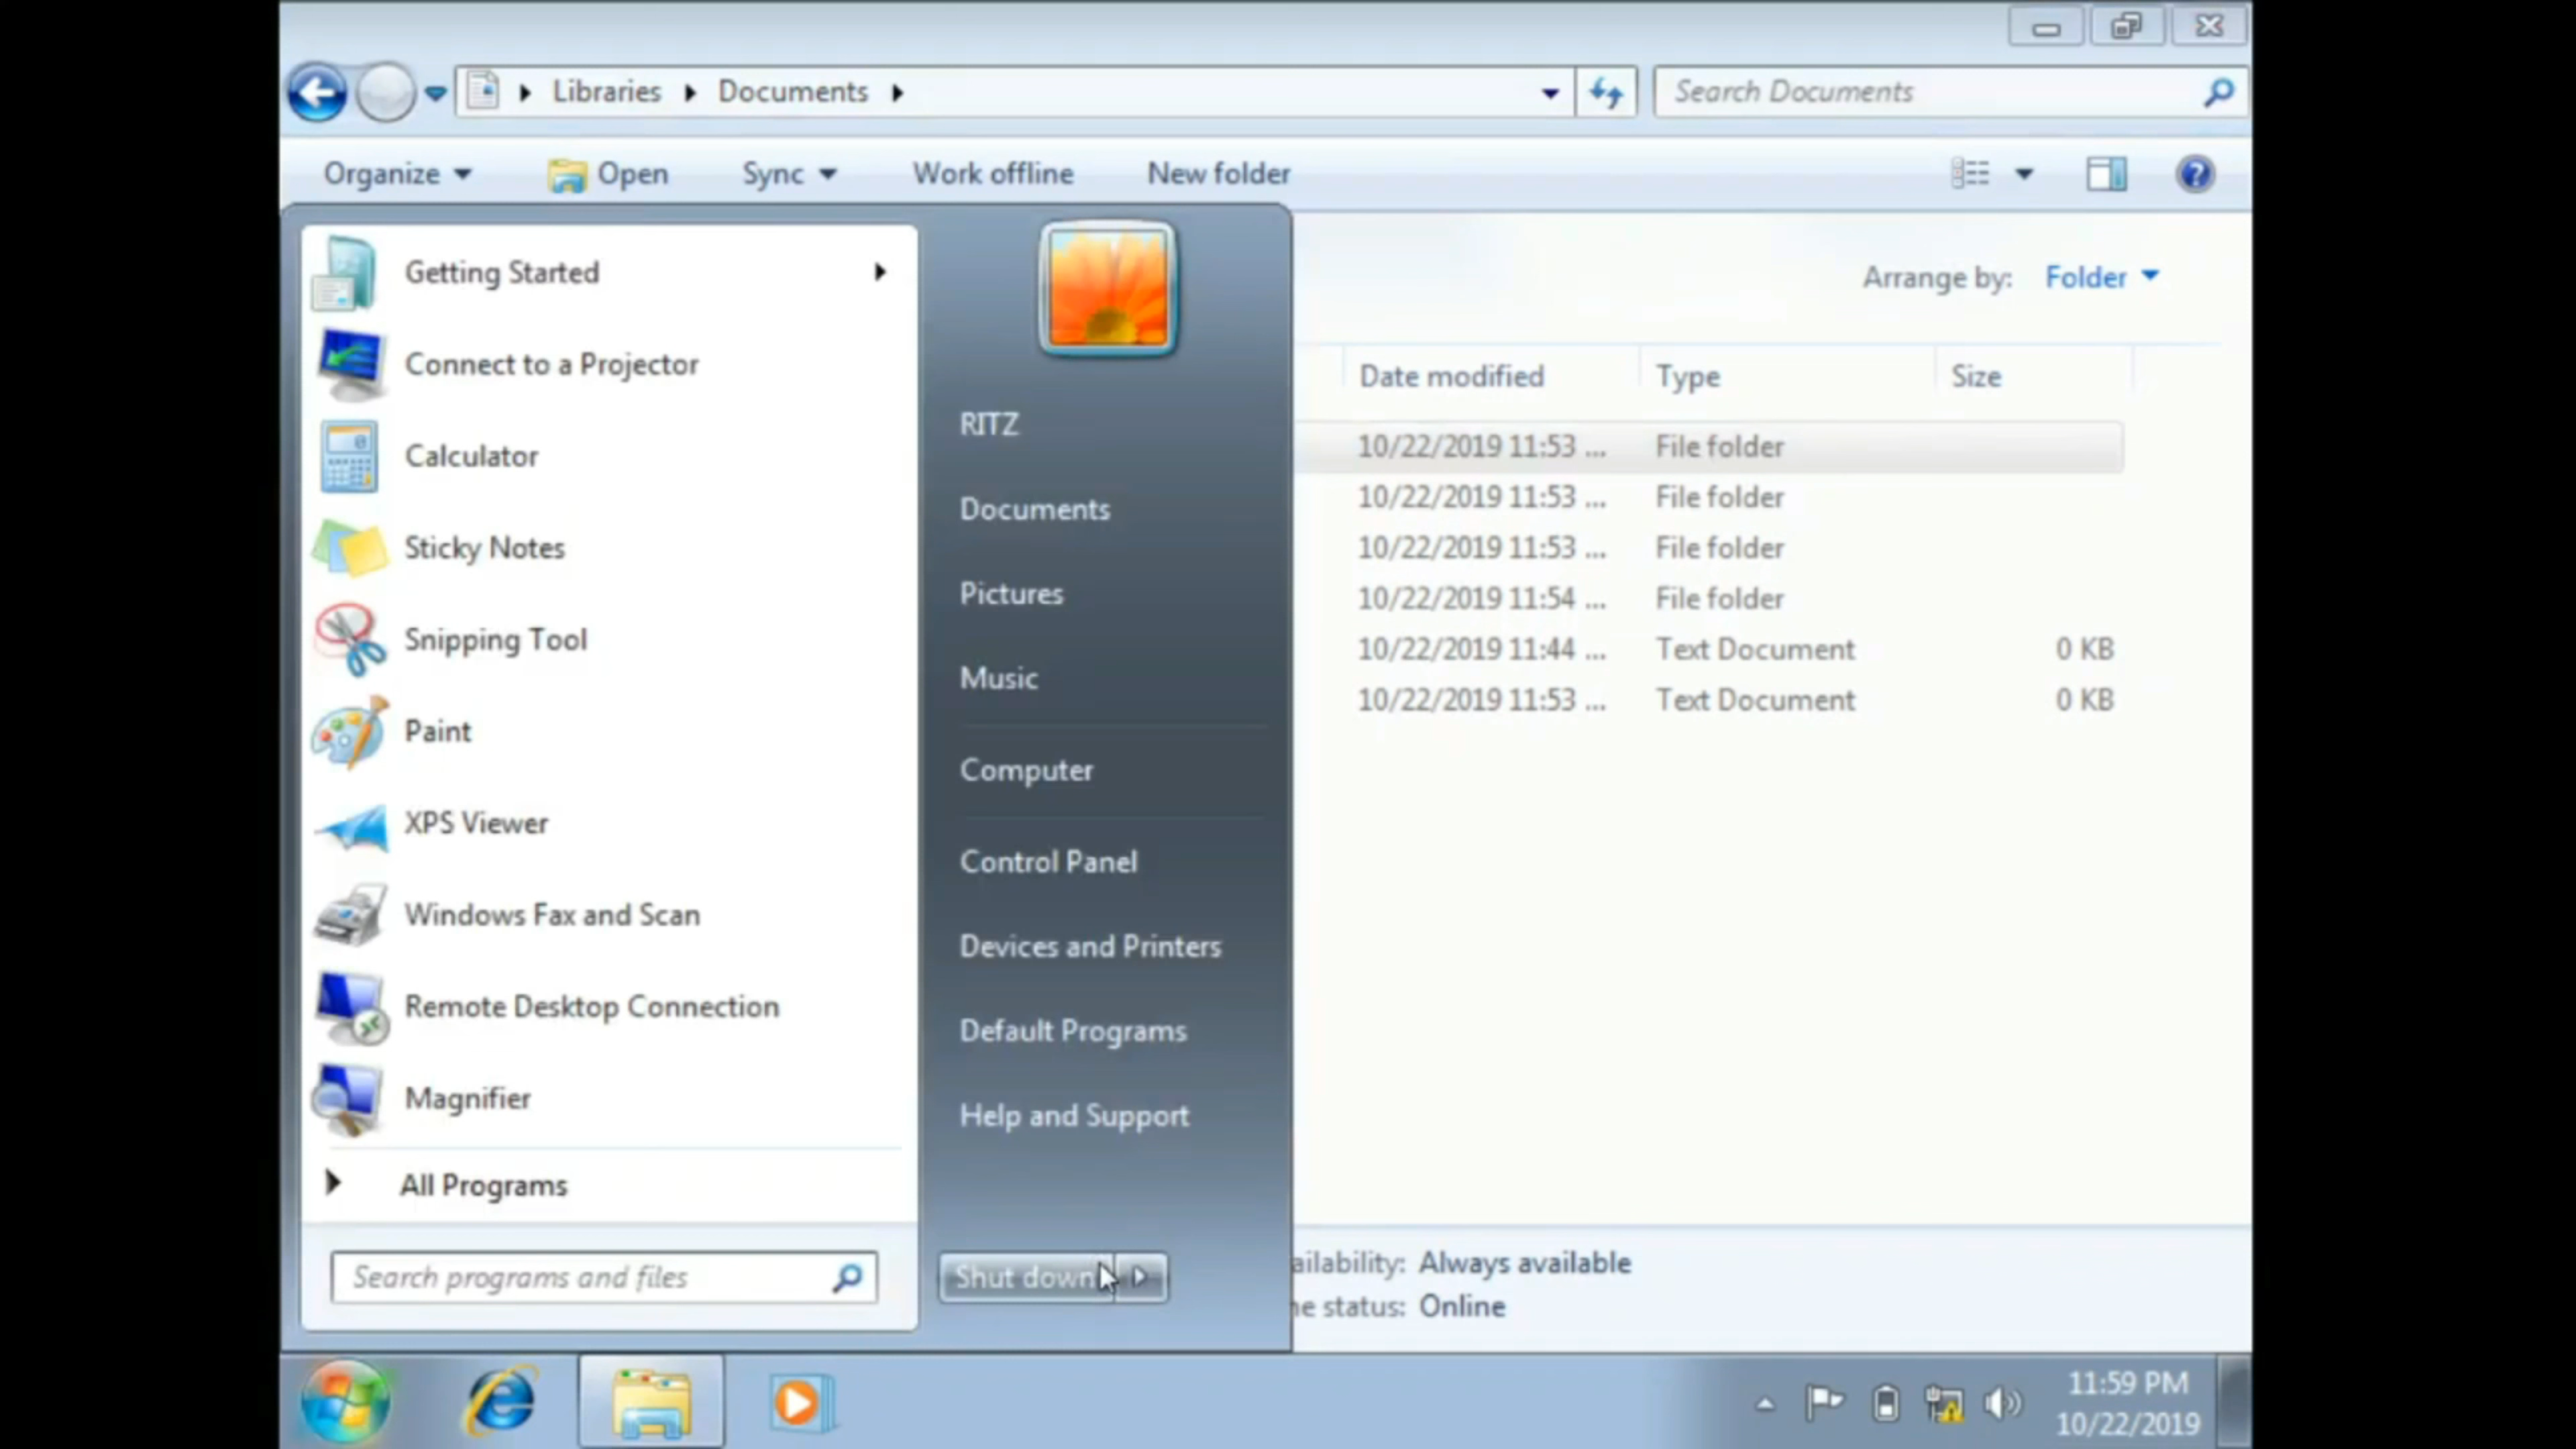 Libraries Documents
Search Documents
Organize Open Sync Work offline New folder
Arrange by: Folder
Date modified Type Size
10/22/2019 11:53 ... File folder
10/22/2019 11:53 ... File folder
10/22/2019 11:53 ... File folder
10/22/2019 11:54 ... File folder
10/22/2019 11:44 ... Text Document 0 KB
10/22/2019 11:53 ... Text Document 0 KB
Getting Started
Connect to a Projector
Calculator
Sticky Notes
Snipping Tool
Paint
XPS Viewer
Windows Fax and Scan
Remote Desktop Connection
Magnifier
All Programs
Search programs and files
RITZ
Documents
Pictures
Music
Computer
Control Panel
Devices and Printers
Default Programs
Help and Support
Shut down
ailability: Always available
ne status: Online
11:59 PM
10/22/2019